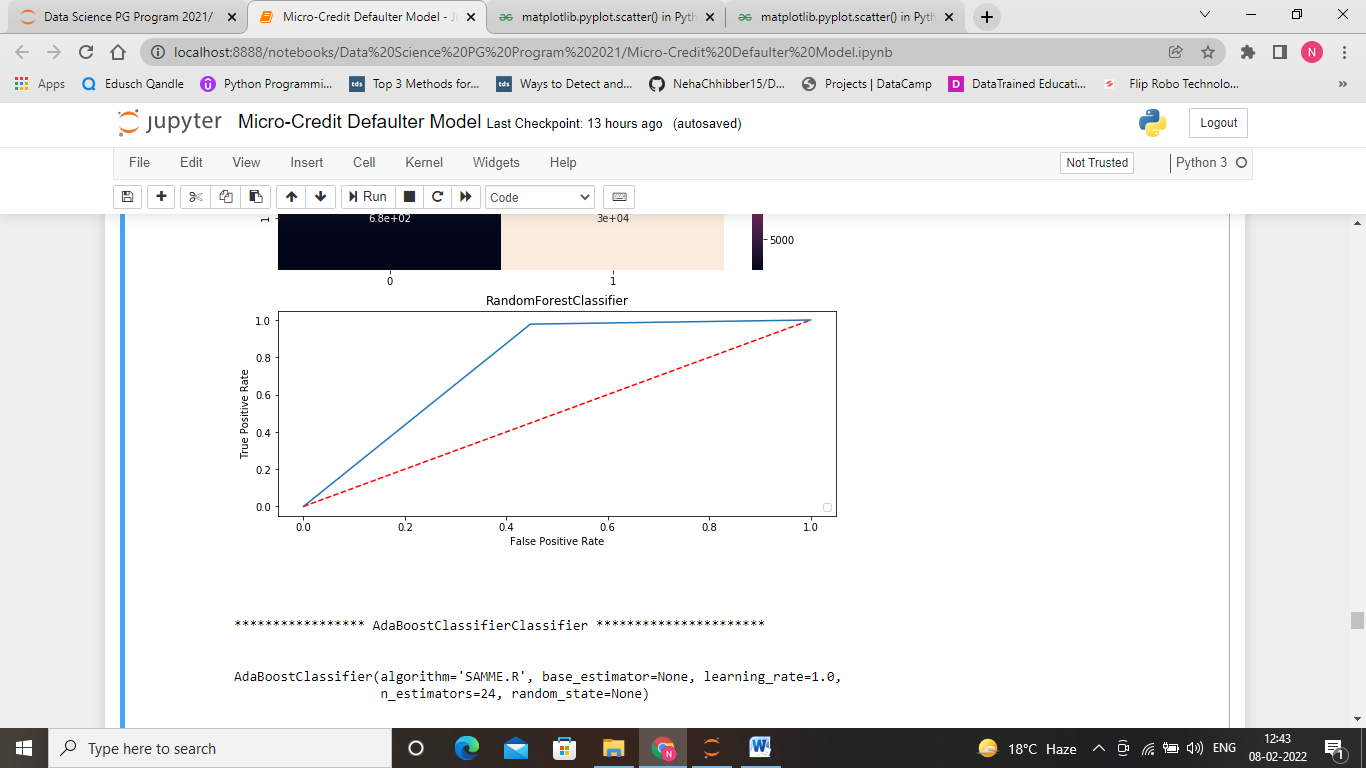 Data Science PG Program 2021/
Micro-Credit Defaulter Model - Ju
matplotlib.pyplot.scatter() in Pyth
matplotlib.pyplot.scatter() in Pyth
localhost:8888/notebooks/Data%20Science%20PG%20Program%202021/Micro-Credit%20Defaulter%20Model.ipynb
N
Apps
Edusch Qandle
Python Programmi...
tds Top 3 Methods for...
tds Ways to Detect and...
NehaChhibber15/D...
Projects | DataCamp
D DataTrained Educati...
Flip Robo Technolo...
»
jupyter Micro-Credit Defaulter Model Last Checkpoint: 13 hours ago (autosaved)
Logout
File Edit View Insert Cell Kernel Widgets Help
Not Trusted
Python 3
Run
Code
1
6.8e+02
3e+04
5000
0
1
RandomForestClassifier
1.0
0.8
0.6
0.4
0.2
0.0
True Positive Rate
0.0 0.2 0.4 0.6 0.8 1.0
False Positive Rate
***************** AdaBoostClassifierClassifier **********************
AdaBoostClassifier(algorithm='SAMME.R', base_estimator=None, learning_rate=1.0,
n_estimators=24, random_state=None)
Type here to search
N
W
18°C Haze
ENG
12:43
08-02-2022
1